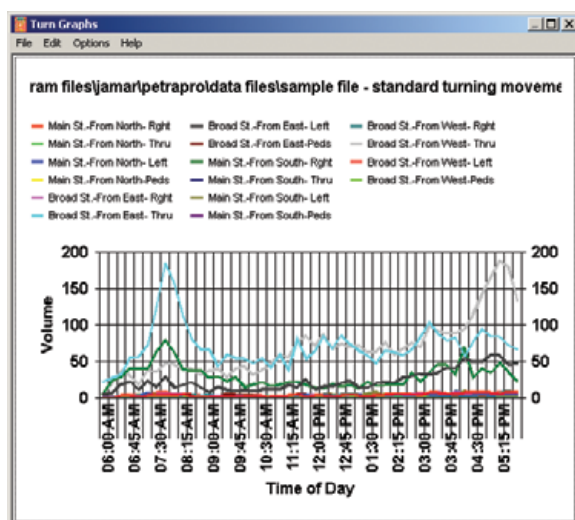 Turn Graphs
File Edit Options Help
ram files\jamar\petrapro\data files\sample file - standard turning moveme
Main St.-From North- Rght
Broad St.-From East- Left
Broad St.-From West- Rght
Main St.-From North- Thru
Broad St.-From East-Peds
Broad St.-From West- Thru
Main St.-From North- Left
Main St.-From South- Rght
Broad St.-From West- Left
Main St.-From North-Peds
Main St.-From South- Thru
Broad St.-From West-Peds
Broad St.-From East- Rght
Main St.-From South- Left
Broad St.-From East- Thru
Main St.-From South-Peds
200 200
150 150
100 100
50 50
0 0
Volume
06:00 AM
06:45 AM
07:30 AM
08:15 AM
09:00 AM
09:45 AM
10:30 AM
11:15 AM
12:00 PM
12:45 PM
01:30 PM
02:15 PM
03:00 PM
03:45 PM
04:30 PM
05:15 PM
Time of Day